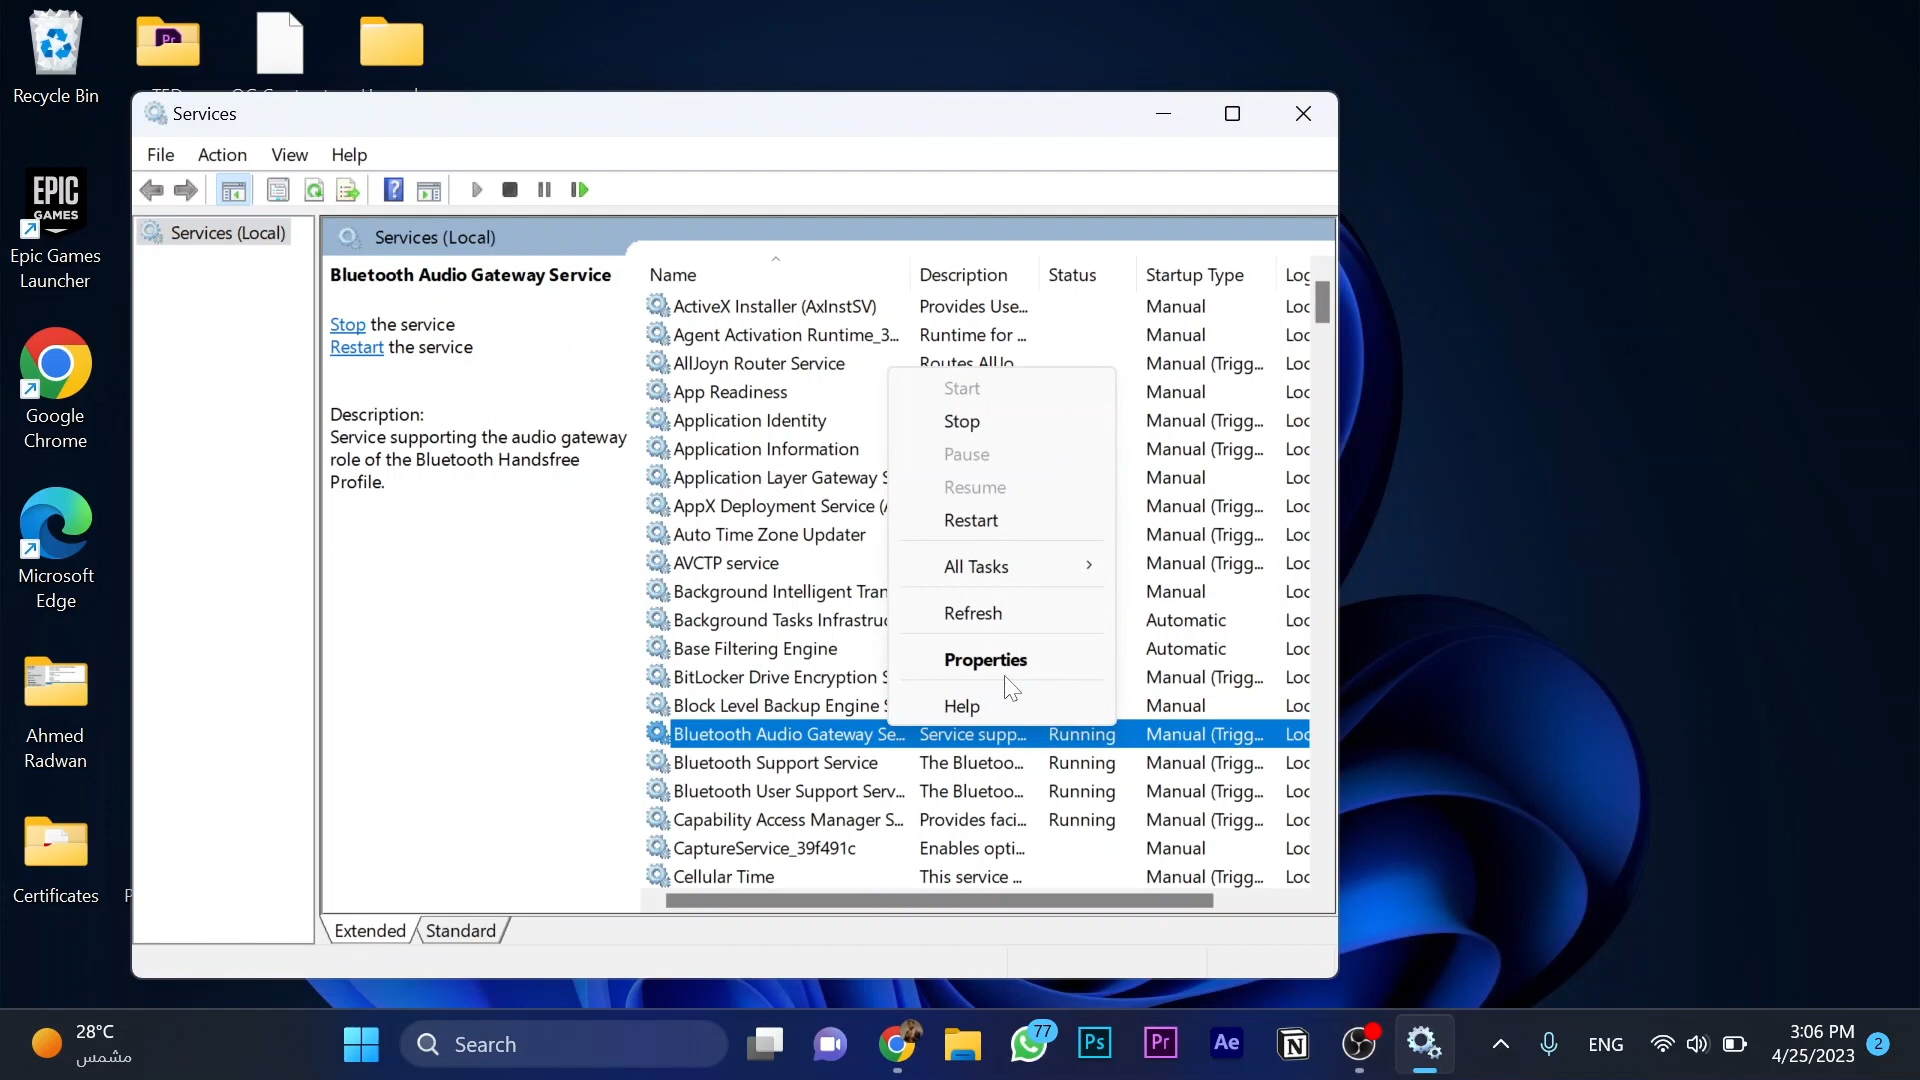 Recycle Bin
Pr
EPIC
GAMES
Epic Games
Launcher
Google
Chrome
Microsoft
Edge
Ahmed
Radwan
Certificates
Services
File Action View Help
Services (Local)
Services (Local)
Bluetooth Audio Gateway Service
Stop the service
Restart the service
Description:
Service supporting the audio gateway
role of the Bluetooth Handsfree
Profile.
Name Description Status Startup Type Log
ActiveX Installer (AxInstSV) Provides Use... Manual Loc
Agent Activation Runtime_3... Runtime for ... Manual Loc
AllJoyn Router Service Routes AllJo... Manual (Trigg... Loc
App Readiness Manual Loc
Application Identity Manual (Trigg... Loc
Application Information Manual (Trigg... Loc
Application Layer Gateway S Manual Loc
AppX Deployment Service (A Manual (Trigg... Loc
Auto Time Zone Updater Manual (Trigg... Loc
AVCTP service Manual (Trigg... Loc
Background Intelligent Tran Manual Loc
Background Tasks Infrastruc Automatic Loc
Base Filtering Engine Automatic Loc
BitLocker Drive Encryption S Manual (Trigg... Loc
Block Level Backup Engine S Manual Loc
Bluetooth Audio Gateway Se... Service supp... Running Manual (Trigg... Loc
Bluetooth Support Service The Bluetoo... Running Manual (Trigg... Loc
Bluetooth User Support Serv... The Bluetoo... Running Manual (Trigg... Loc
Capability Access Manager S... Provides faci... Running Manual (Trigg... Loc
CaptureService_39f491c Enables opti... Manual Loc
Cellular Time This service ... Manual (Trigg... Loc
Start
Stop
Pause
Resume
Restart
All Tasks
Refresh
Properties
Help
Extended Standard
28°C
مشمس
Search
77
Ps
Pr
Ae
ENG
3:06 PM
4/25/2023
2